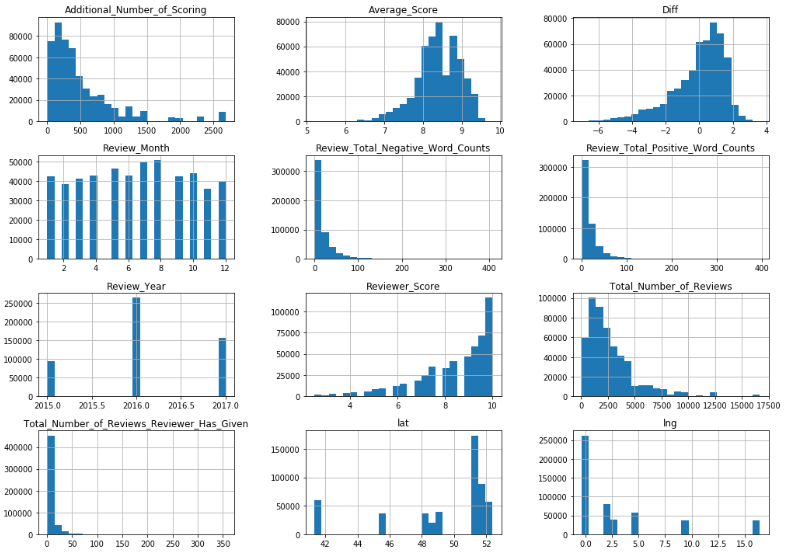 Additional_Number_of_Scoring
80000
60000
40000
20000
0
0 500 1000 1500 2000 2500
Average_Score
80000
60000
40000
20000
0
5 6 7 8 9 10
Diff
80000
60000
40000
20000
0
−6 −4 −2 0 2 4
Review_Month
50000
40000
30000
20000
10000
0
2 4 6 8 10 12
Review_Total_Negative_Word_Counts
300000
200000
100000
0
0 100 200 300 400
Review_Total_Positive_Word_Counts
300000
200000
100000
0
0 100 200 300 400
Review_Year
250000
200000
150000
100000
50000
0
2015.0 2015.5 2016.0 2016.5 2017.0
Reviewer_Score
100000
75000
50000
25000
0
4 6 8 10
Total_Number_of_Reviews
100000
80000
60000
40000
20000
0
0 2500 5000 7500 10000 12500 15000 17500
Total_Number_of_Reviews_Reviewer_Has_Given
400000
300000
200000
100000
0
0 50 100 150 200 250 300 350
lat
150000
100000
50000
0
42 44 46 48 50 52
lng
250000
200000
150000
100000
50000
0
0.0 2.5 5.0 7.5 10.0 12.5 15.0